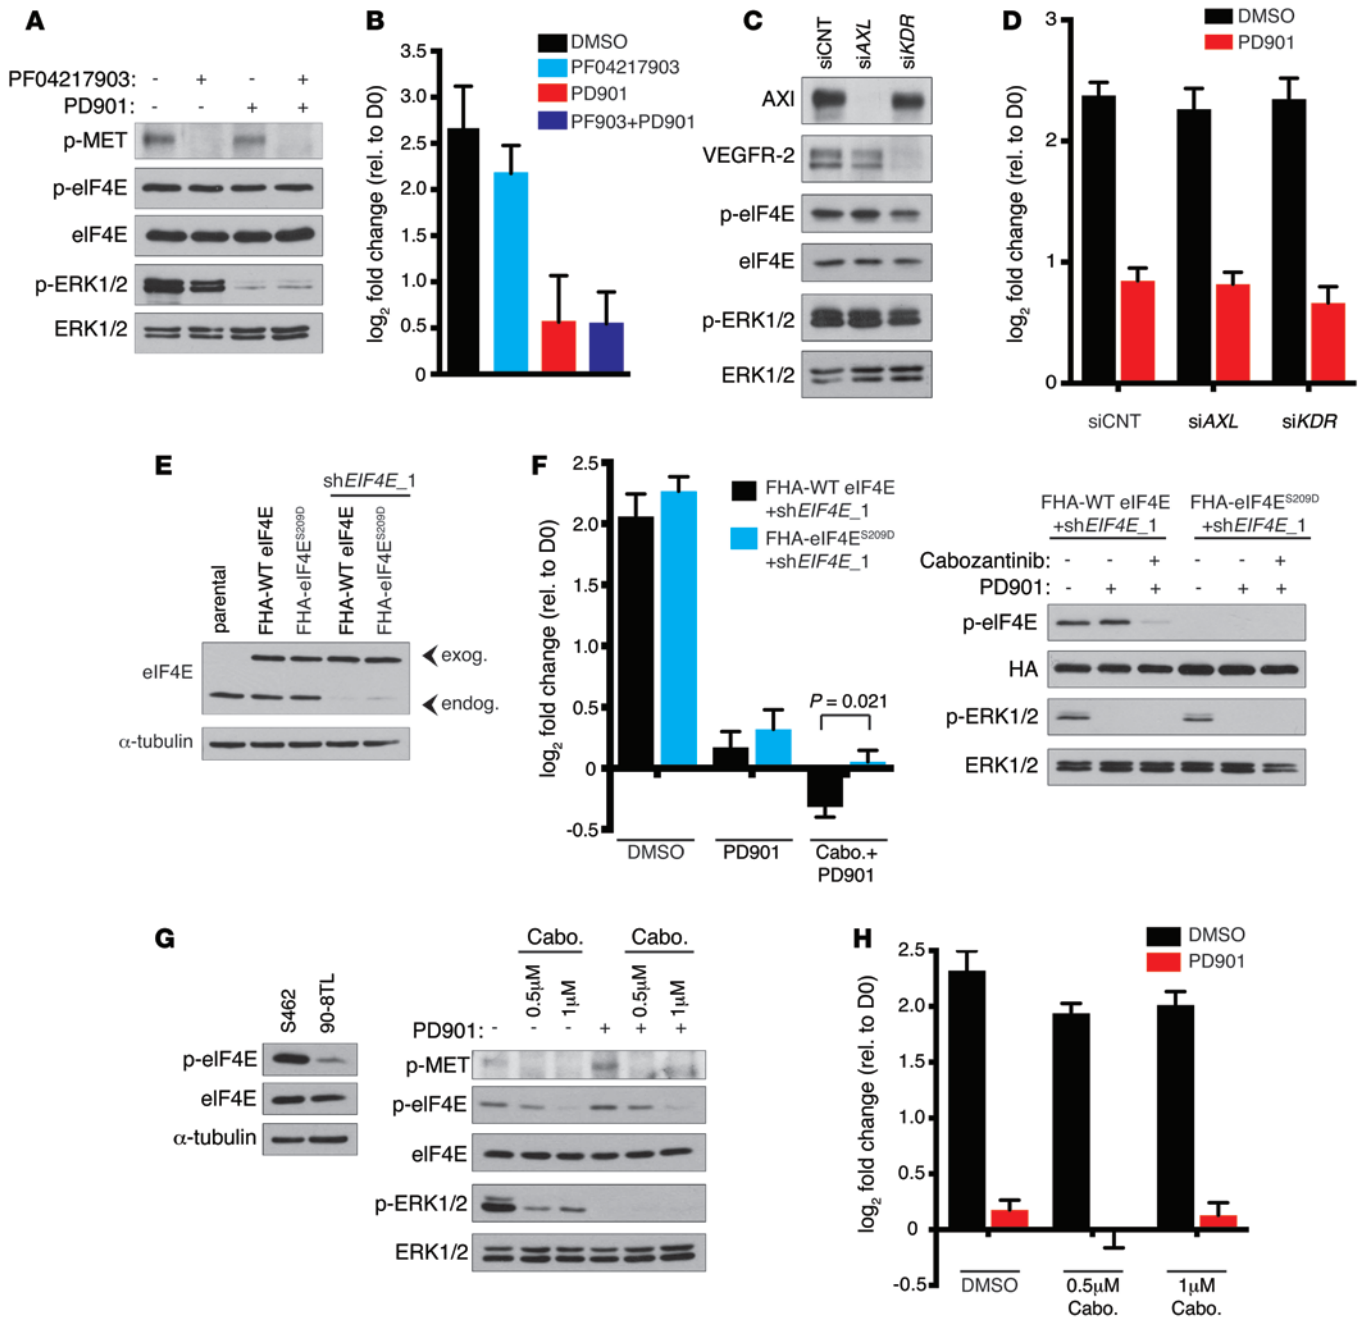 A
PF04217903: - + - +
PD901: - - + +
p-MET
p-eIF4E
eIF4E
p-ERK1/2
ERK1/2
B
DMSO
PF04217903
PD901
PF903+PD901
log2 fold change (rel. to D0)
3.5
3.0
2.5
2.0
1.5
1.0
0.5
0
C
siCNT
siAXL
siKDR
AXl
VEGFR-2
p-eIF4E
eIF4E
p-ERK1/2
ERK1/2
D
DMSO
PD901
log2 fold change (rel. to D0)
3
2
1
0
siCNT siAXL siKDR
E
shEIF4E_1
parental
FHA-WT eIF4E
FHA-eIF4ES209D
FHA-WT eIF4E
FHA-eIF4ES209D
eIF4E
exog.
endog.
α-tubulin
F
FHA-WT eIF4E
+shEIF4E_1
FHA-eIF4ES209D
+shEIF4E_1
log2 fold change (rel. to D0)
2.5
2.0
1.5
1.0
0.5
0
-0.5
P = 0.021
DMSO PD901 Cabo.+
PD901
FHA-WT eIF4E FHA-eIF4ES209D
+shEIF4E_1 +shEIF4E_1
Cabozantinib: - - + - - +
PD901: - + + - + +
p-eIF4E
HA
p-ERK1/2
ERK1/2
G
S462
90-8TL
p-eIF4E
eIF4E
α-tubulin
Cabo. Cabo.
0.5µM
1µM
0.5µM
1µM
PD901: - - - + + +
p-MET
p-eIF4E
eIF4E
p-ERK1/2
ERK1/2
H
DMSO
PD901
log2 fold change (rel. to D0)
2.5
2.0
1.5
1.0
0.5
0
-0.5
DMSO 0.5µM 1µM
Cabo. Cabo.